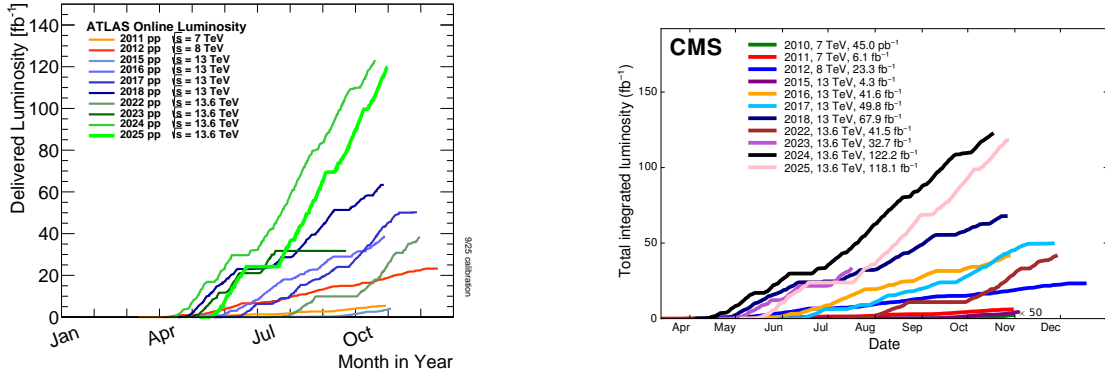 ATLAS Online Luminosity
2011 pp √s = 7 TeV
2012 pp √s = 8 TeV
2015 pp √s = 13 TeV
2016 pp √s = 13 TeV
2017 pp √s = 13 TeV
2018 pp √s = 13 TeV
2022 pp √s = 13.6 TeV
2023 pp √s = 13.6 TeV
2024 pp √s = 13.6 TeV
2025 pp √s = 13.6 TeV
Delivered Luminosity [fb⁻¹]
140
120
100
80
60
40
20
0
Jan
Apr
Jul
Oct
Month in Year
9/25 calibration
CMS
2010, 7 TeV, 45.0 pb⁻¹
2011, 7 TeV, 6.1 fb⁻¹
2012, 8 TeV, 23.3 fb⁻¹
2015, 13 TeV, 4.3 fb⁻¹
2016, 13 TeV, 41.6 fb⁻¹
2017, 13 TeV, 49.8 fb⁻¹
2018, 13 TeV, 67.9 fb⁻¹
2022, 13.6 TeV, 41.5 fb⁻¹
2023, 13.6 TeV, 32.7 fb⁻¹
2024, 13.6 TeV, 122.2 fb⁻¹
2025, 13.6 TeV, 118.1 fb⁻¹
Total integrated luminosity (fb⁻¹)
150
100
50
0
× 50
Apr
May
Jun
Jul
Aug
Sep
Oct
Nov
Dec
Date